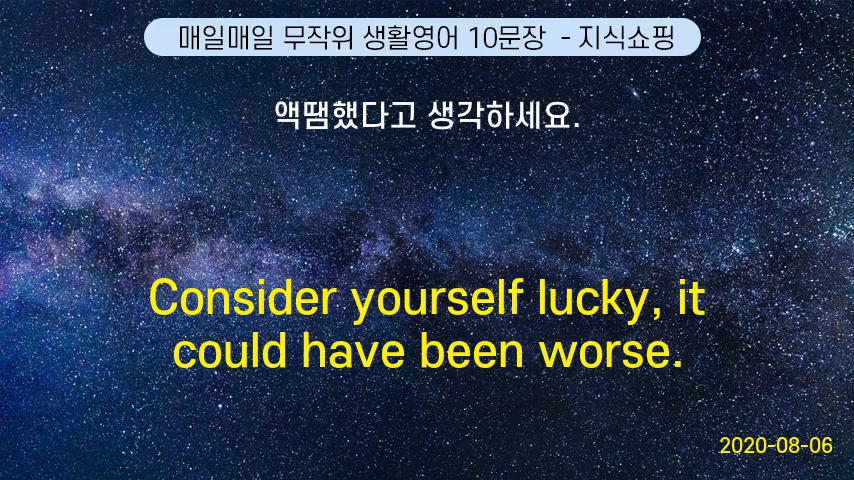 매일매일 무작위 생활영어 10문장 - 지식쇼핑
액땜했다고 생각하세요.
Consider yourself lucky, it
could have been worse.
2020-08-06